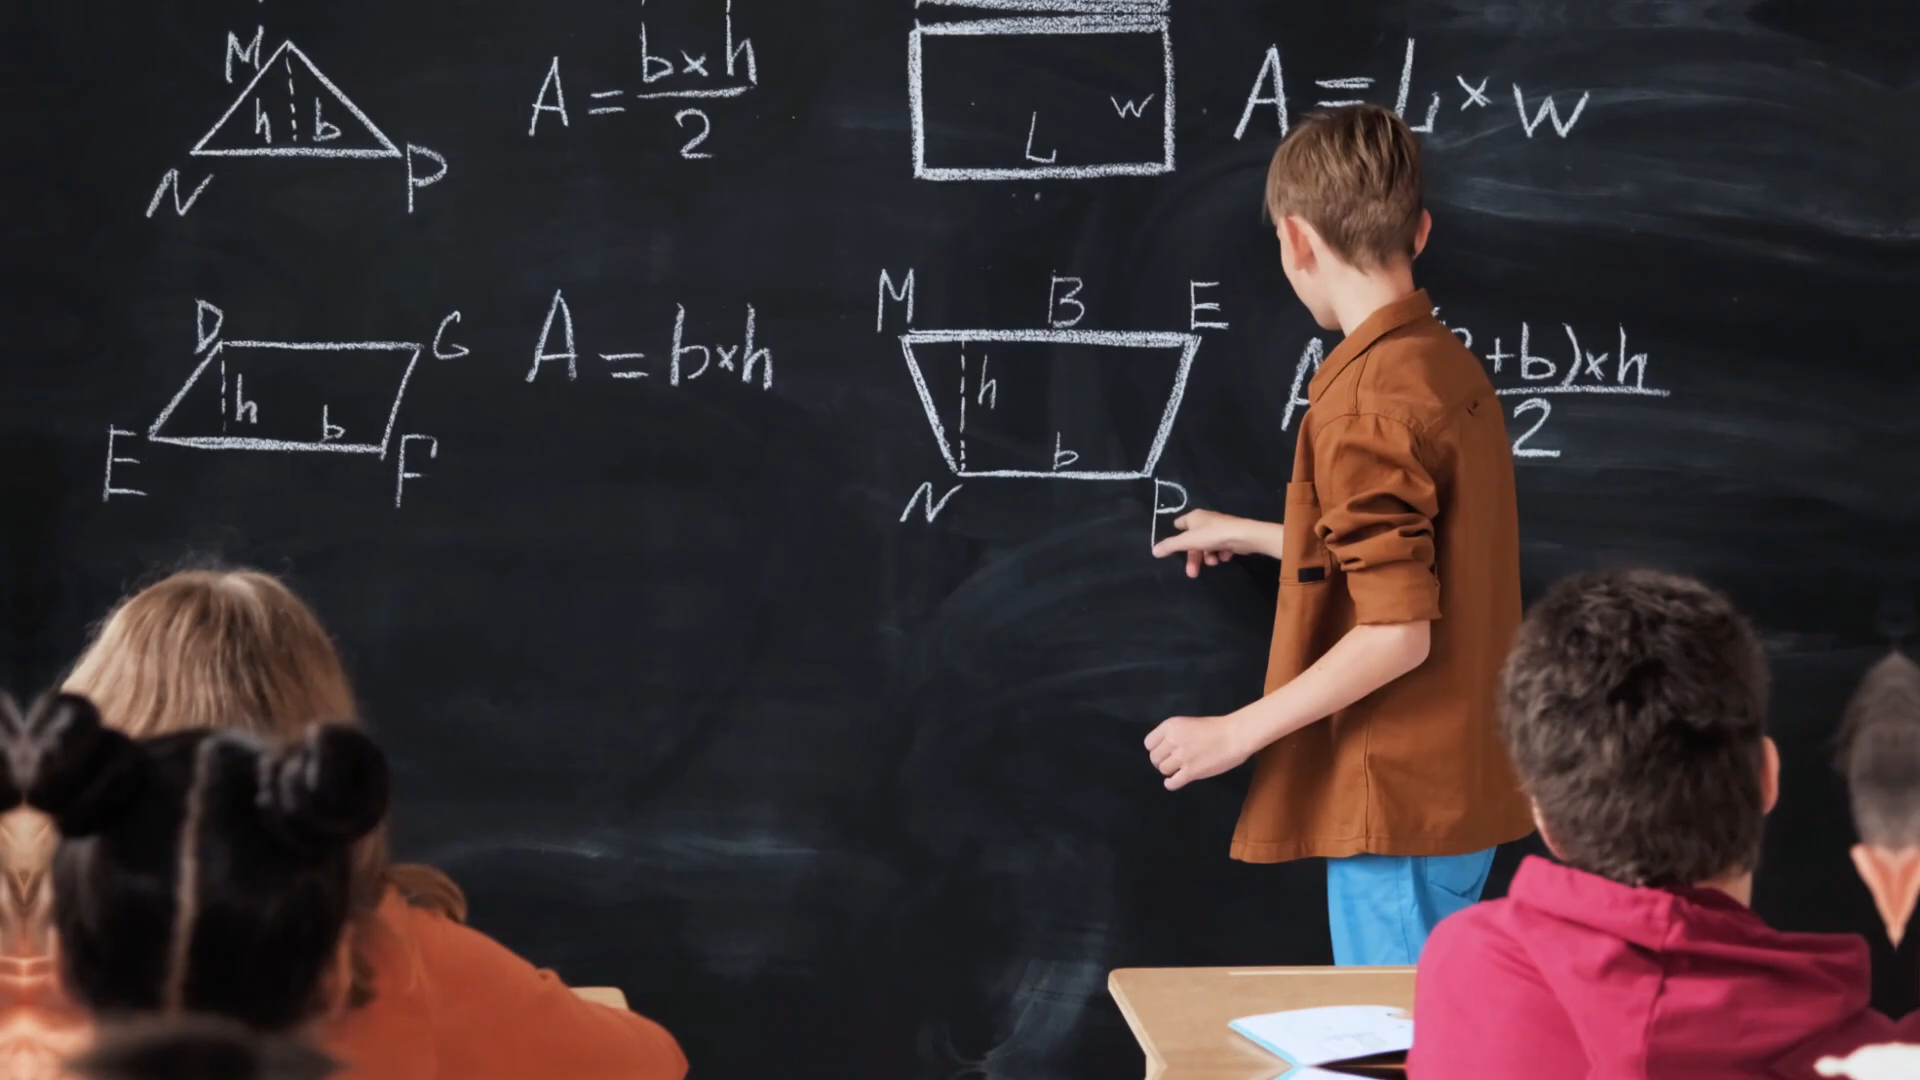 M
h b
N P
A = b×h
2
w
L
A = L×w
D G
h b
E F
A = b×h
M B E
h
b
N P
+b)×h
2